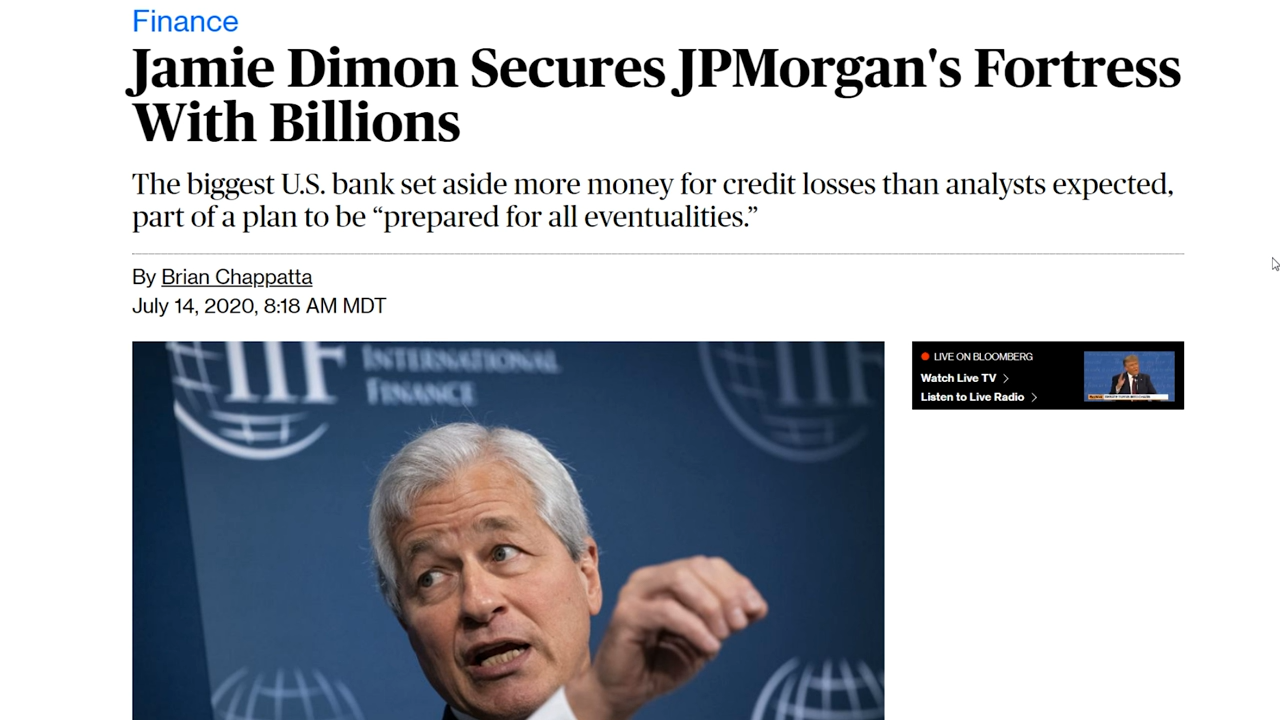 Finance
Jamie Dimon Secures JPMorgan's Fortress
With Billions
The biggest U.S. bank set aside more money for credit losses than analysts expected,
part of a plan to be “prepared for all eventualities.”
By Brian Chappatta
July 14, 2020, 8:18 AM MDT
IIF INTERNATIONAL
FINANCE
LIVE ON BLOOMBERG
Watch Live TV
Listen to Live Radio